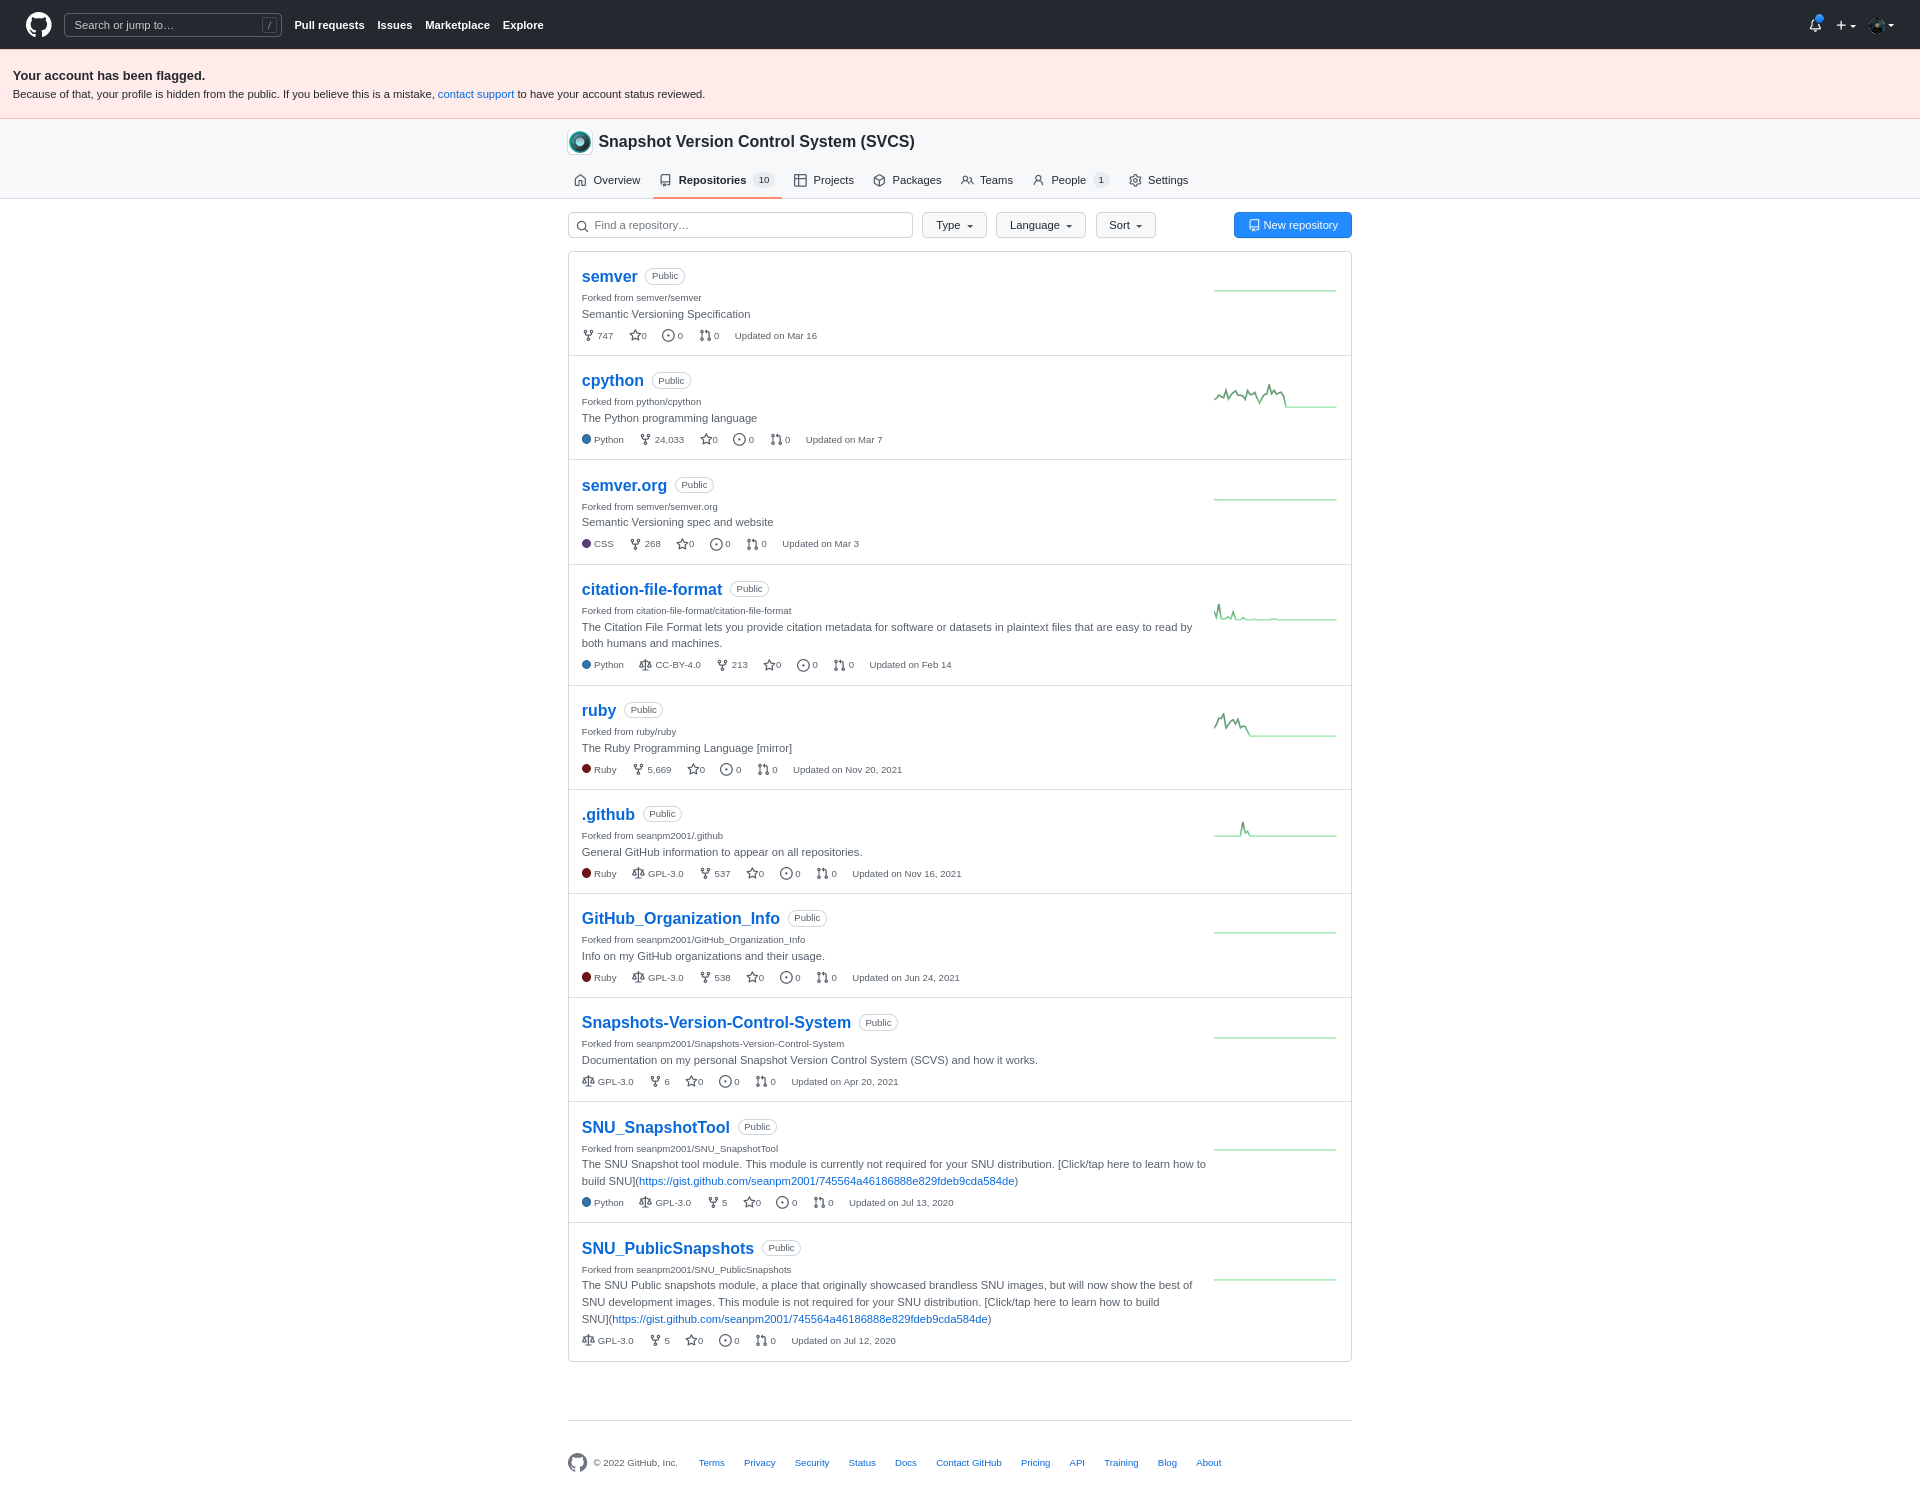 Search or jump to… /
Pull requests Issues Marketplace Explore
Your account has been flagged.
Because of that, your profile is hidden from the public. If you believe this is a mistake, contact support to have your account status reviewed.
Snapshot Version Control System (SVCS)
Overview Repositories 10 Projects Packages Teams People 1 Settings
Find a repository… Type Language Sort New repository
semver Public
Forked from semver/semver
Semantic Versioning Specification
747 0 0 0 Updated on Mar 16
cpython Public
Forked from python/cpython
The Python programming language
Python 24,033 0 0 0 Updated on Mar 7
semver.org Public
Forked from semver/semver.org
Semantic Versioning spec and website
CSS 268 0 0 0 Updated on Mar 3
citation-file-format Public
Forked from citation-file-format/citation-file-format
The Citation File Format lets you provide citation metadata for software or datasets in plaintext files that are easy to read by
both humans and machines.
Python CC-BY-4.0 213 0 0 0 Updated on Feb 14
ruby Public
Forked from ruby/ruby
The Ruby Programming Language [mirror]
Ruby 5,669 0 0 0 Updated on Nov 20, 2021
.github Public
Forked from seanpm2001/.github
General GitHub information to appear on all repositories.
Ruby GPL-3.0 537 0 0 0 Updated on Nov 16, 2021
GitHub_Organization_Info Public
Forked from seanpm2001/GitHub_Organization_Info
Info on my GitHub organizations and their usage.
Ruby GPL-3.0 538 0 0 0 Updated on Jun 24, 2021
Snapshots-Version-Control-System Public
Forked from seanpm2001/Snapshots-Version-Control-System
Documentation on my personal Snapshot Version Control System (SCVS) and how it works.
GPL-3.0 6 0 0 0 Updated on Apr 20, 2021
SNU_SnapshotTool Public
Forked from seanpm2001/SNU_SnapshotTool
The SNU Snapshot tool module. This module is currently not required for your SNU distribution. [Click/tap here to learn how to
build SNU](https://gist.github.com/seanpm2001/745564a46186888e829fdeb9cda584de)
Python GPL-3.0 5 0 0 0 Updated on Jul 13, 2020
SNU_PublicSnapshots Public
Forked from seanpm2001/SNU_PublicSnapshots
The SNU Public snapshots module, a place that originally showcased brandless SNU images, but will now show the best of
SNU development images. This module is not required for your SNU distribution. [Click/tap here to learn how to build
SNU](https://gist.github.com/seanpm2001/745564a46186888e829fdeb9cda584de)
GPL-3.0 5 0 0 0 Updated on Jul 12, 2020
© 2022 GitHub, Inc. Terms Privacy Security Status Docs Contact GitHub Pricing API Training Blog About